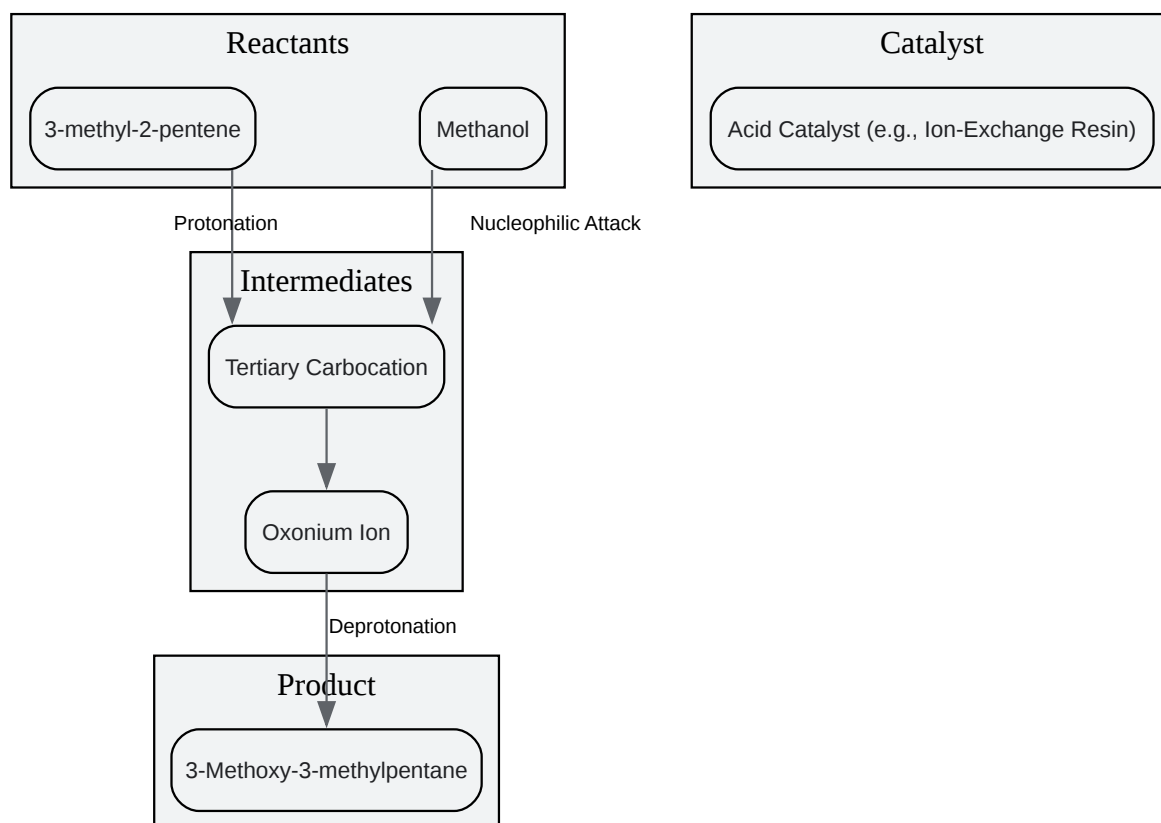 Reactants
Catalyst
3-methyl-2-pentene
Methanol
Acid Catalyst (e.g., Ion-Exchange Resin)
Protonation
Nucleophilic Attack
Intermediates
Tertiary Carbocation
Oxonium Ion
Deprotonation
Product
3-Methoxy-3-methylpentane